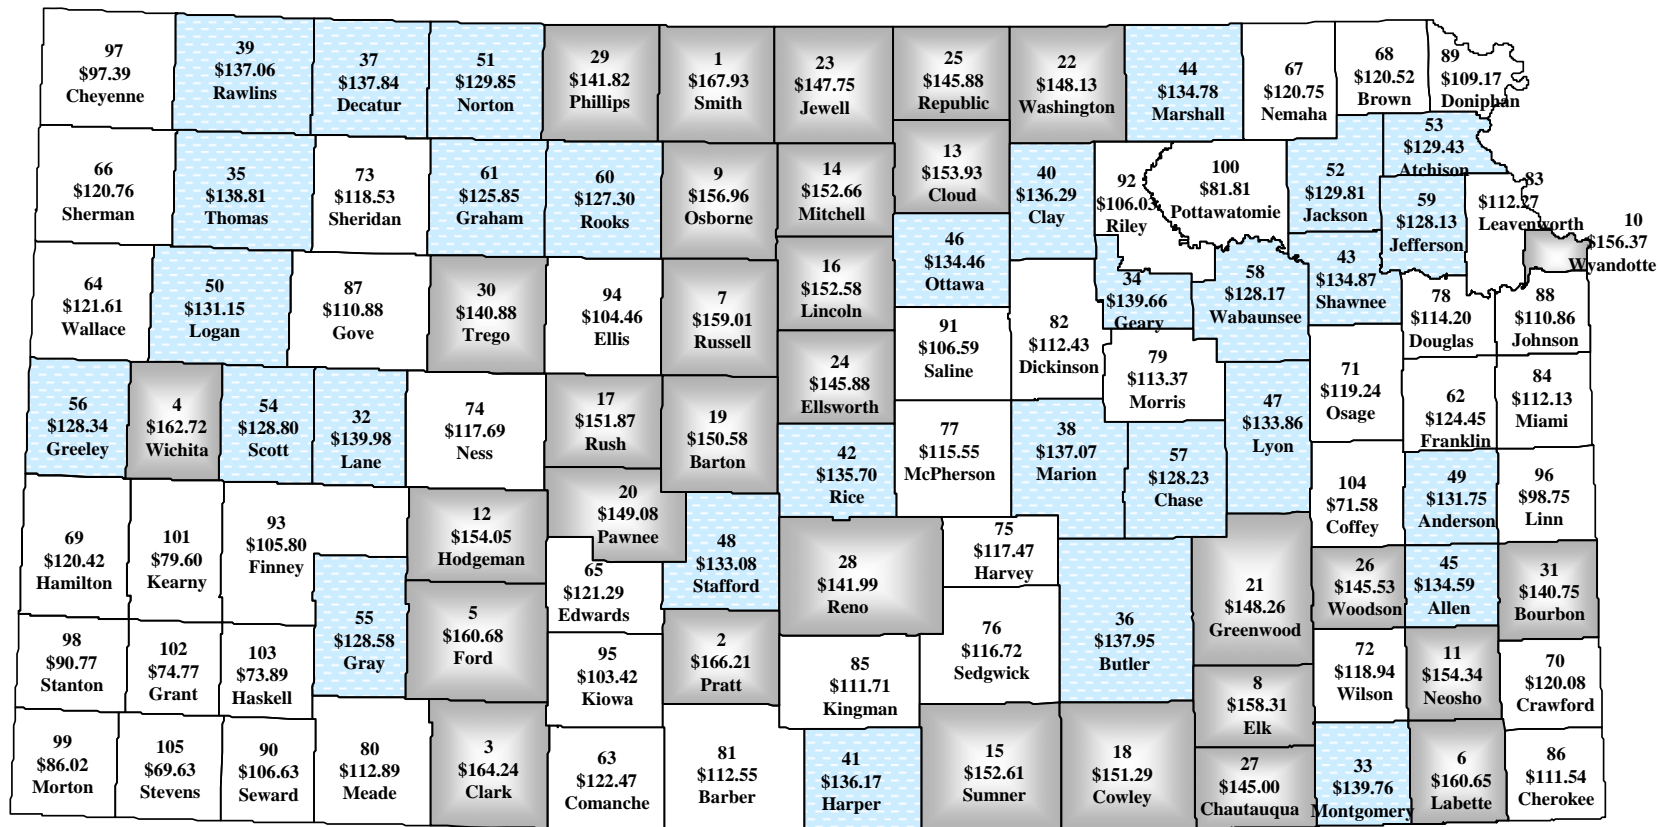 97
$97.39
Cheyenne
39
$137.06
Rawlins
37
$137.84
Decatur
51
$129.85
Norton
29
$141.82
Phillips
1
$167.93
Smith
23
$147.75
Jewell
25
$145.88
Republic
22
$148.13
Washington
44
$134.78
Marshall
67
$120.75
Nemaha
68
$120.52
Brown
89
$109.17
Doniphan
66
$120.76
Sherman
35
$138.81
Thomas
73
$118.53
Sheridan
61
$125.85
Graham
60
$127.30
Rooks
9
$156.96
Osborne
14
$152.66
Mitchell
13
$153.93
Cloud
40
$136.29
Clay
92
$106.03
Riley
100
$81.81
Pottawatomie
52
$129.81
Jackson
53
$129.43
Atchison
59
$128.13
Jefferson
83
$112.27
Leavenworth
10
$156.37
Wyandotte
64
$121.61
Wallace
50
$131.15
Logan
87
$110.88
Gove
30
$140.88
Trego
94
$104.46
Ellis
7
$159.01
Russell
16
$152.58
Lincoln
46
$134.46
Ottawa
34
$139.66
Geary
58
$128.17
Wabaunsee
43
$134.87
Shawnee
78
$114.20
Douglas
88
$110.86
Johnson
24
$145.88
Ellsworth
91
$106.59
Saline
82
$112.43
Dickinson
79
$113.37
Morris
71
$119.24
Osage
62
$124.45
Franklin
84
$112.13
Miami
56
$128.34
Greeley
4
$162.72
Wichita
54
$128.80
Scott
32
$139.98
Lane
74
$117.69
Ness
17
$151.87
Rush
19
$150.58
Barton
42
$135.70
Rice
77
$115.55
McPherson
38
$137.07
Marion
57
$128.23
Chase
47
$133.86
Lyon
104
$71.58
Coffey
49
$131.75
Anderson
96
$98.75
Linn
69
$120.42
Hamilton
101
$79.60
Kearny
93
$105.80
Finney
12
$154.05
Hodgeman
20
$149.08
Pawnee
48
$133.08
Stafford
28
$141.99
Reno
75
$117.47
Harvey
21
$148.26
Greenwood
26
$145.53
Woodson
45
$134.59
Allen
31
$140.75
Bourbon
55
$128.58
Gray
5
$160.68
Ford
65
$121.29
Edwards
2
$166.21
Pratt
76
$116.72
Sedgwick
36
$137.95
Butler
72
$118.94
Wilson
11
$154.34
Neosho
70
$120.08
Crawford
98
$90.77
Stanton
102
$74.77
Grant
103
$73.89
Haskell
95
$103.42
Kiowa
85
$111.71
Kingman
8
$158.31
Elk
99
$86.02
Morton
105
$69.63
Stevens
90
$106.63
Seward
80
$112.89
Meade
3
$164.24
Clark
63
$122.47
Comanche
81
$112.55
Barber
41
$136.17
Harper
15
$152.61
Sumner
18
$151.29
Cowley
27
$145.00
Chautauqua
33
$139.76
Montgomery
6
$160.65
Labette
86
$111.54
Cherokee